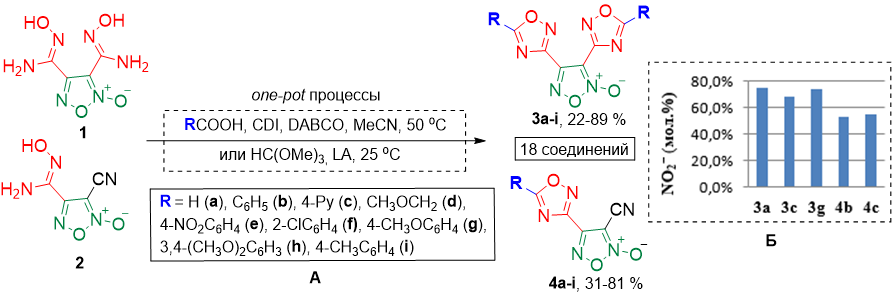 HO
N
OH
N
H₂N
NH₂
N
O
N⁺
O⁻
1
HO
N
H₂N
CN
N
O
N⁺
O⁻
2
one-pot процессы
RCOOH, CDI, DABCO, MeCN, 50 ºC
или HC(OMe)₃, LA, 25 ºC
R = H (a), C₆H₅ (b), 4-Py (c), CH₃OCH₂ (d),
4-NO₂C₆H₄ (e), 2-ClC₆H₄ (f), 4-CH₃OC₆H₄ (g),
3,4-(CH₃O)₂C₆H₃ (h), 4-CH₃C₆H₄ (i)
А
R
O
N
N
N
O
N
R
N
O
N⁺
O⁻
3a-i, 22-89 %
18 соединений
R
O
N
N
CN
N
O
N⁺
O⁻
4a-i, 31-81 %
NO₂⁻ (мол.%)
80,0%
60,0%
40,0%
20,0%
0,0%
3a 3c 3g 4b 4c
Б